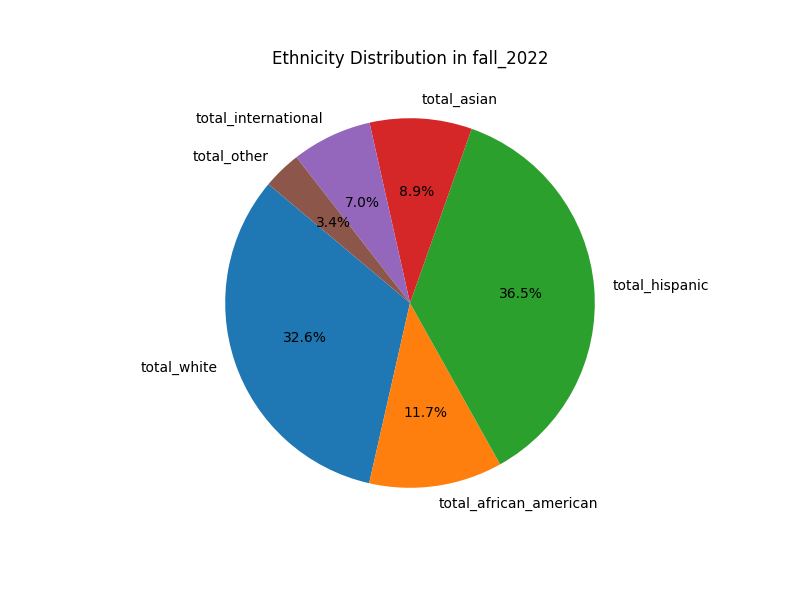 Ethnicity Distribution in fall_2022
total_asian
total_international
total_other
8.9%
7.0%
3.4%
total_hispanic
36.5%
32.6%
total_white
11.7%
total_african_american